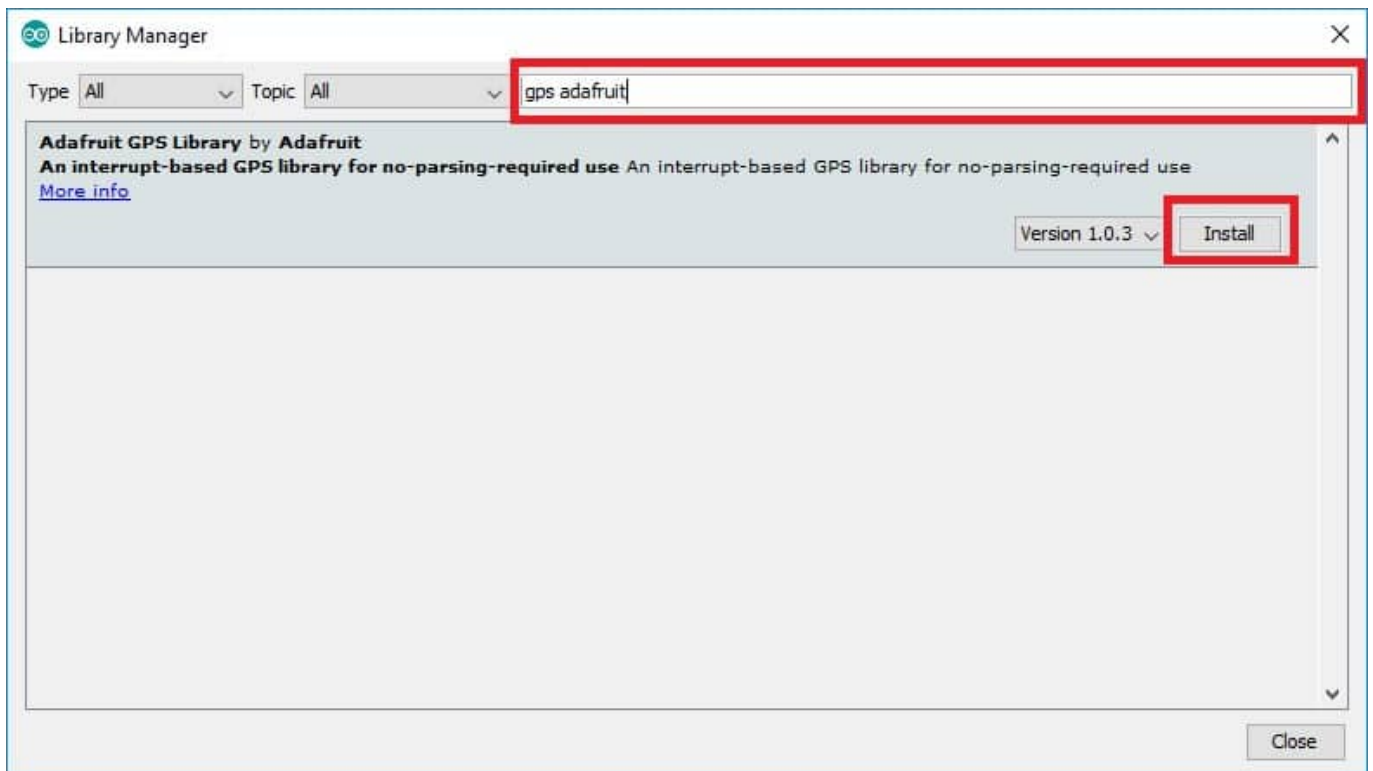 Library Manager
Type All Topic All gps adafruit
Adafruit GPS Library by Adafruit
An interrupt-based GPS library for no-parsing-required use An interrupt-based GPS library for no-parsing-required use
More info
Version 1.0.3 Install
Close